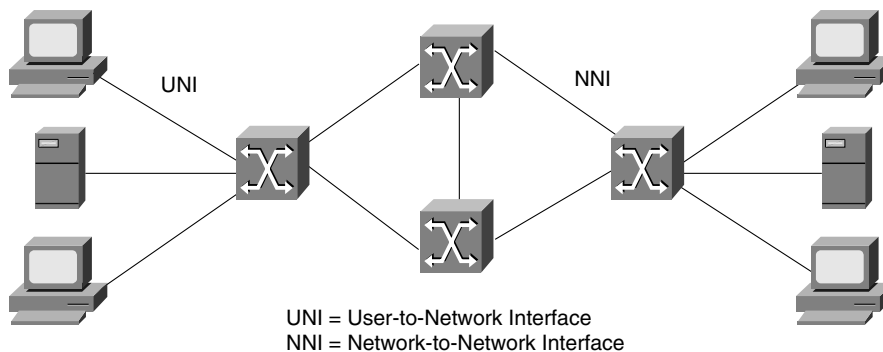 UNI
NNI
UNI = User-to-Network Interface
NNI = Network-to-Network Interface